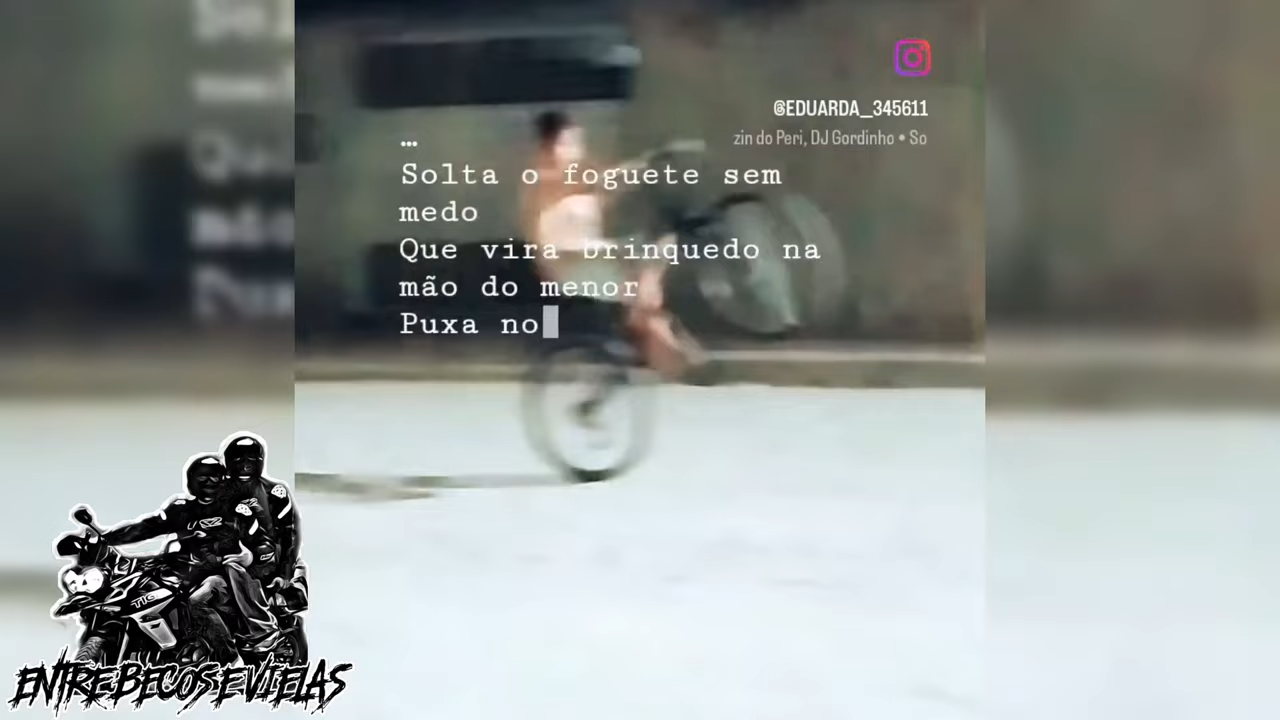 @EDUARDA_345611
zin do Peri, DJ Gordinho • So
...
Solta o foguete sem
medo
Que vira brinquedo na
mão do menor
Puxa no
TIG
ENTREBECOSEVIELAS